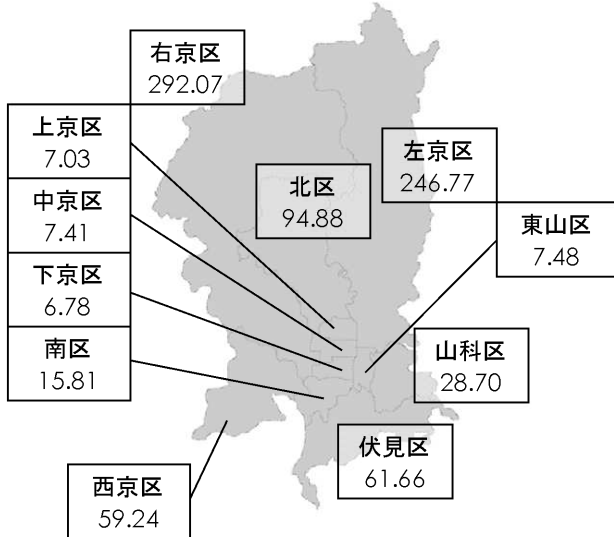 右京区
292.07
上京区
7.03
左京区
246.77
北区
94.88
中京区
7.41
東山区
7.48
下京区
6.78
南区
15.81
山科区
28.70
伏見区
61.66
西京区
59.24